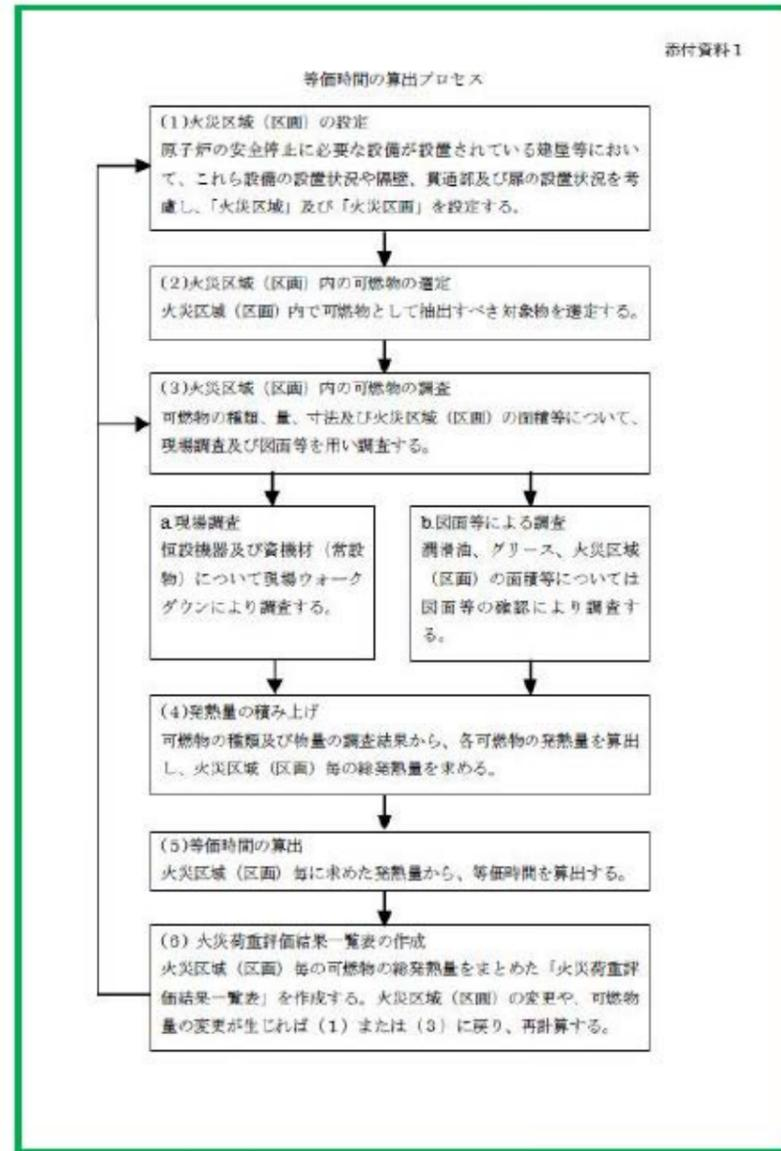 添付資料1
等価時間の算出プロセス
(1)火災区域（区画）の設定
原子炉の安全停止に必要な設備が設置されている建屋等におい
て、これら設備の設置状況や隔壁、貫通部及び扉の設置状況を考
慮し、「火災区域」及び「火災区画」を設定する。
(2)火災区域（区画）内の可燃物の選定
火災区域（区画）内で可燃物として抽出すべき対象物を選定する。
(3)火災区域（区画）内の可燃物の調査
可燃物の種類、量、寸法及び火災区域（区画）の面積等について、
現場調査及び図面等を用い調査する。
a.現場調査
恒設機器及び資機材（常設
物）について現場ウォーク
ダウンにより調査する。
b.図面等による調査
潤滑油、グリース、火災区域
（区画）の面積等については
図面等の確認により調査す
る。
(4)発熱量の積み上げ
可燃物の種類及び物量の調査結果から、各可燃物の発熱量を算出
し、火災区域（区画）毎の総発熱量を求める。
(5)等価時間の算出
火災区域（区画）毎に求めた発熱量から、等価時間を算出する。
(6) 火災荷重評価結果一覧表の作成
火災区域（区画）毎の可燃物の総発熱量をまとめた「火災荷重評
価結果一覧表」を作成する。火災区域（区画）の変更や、可燃物
量の変更が生じれば（1）または（3）に戻り、再計算する。